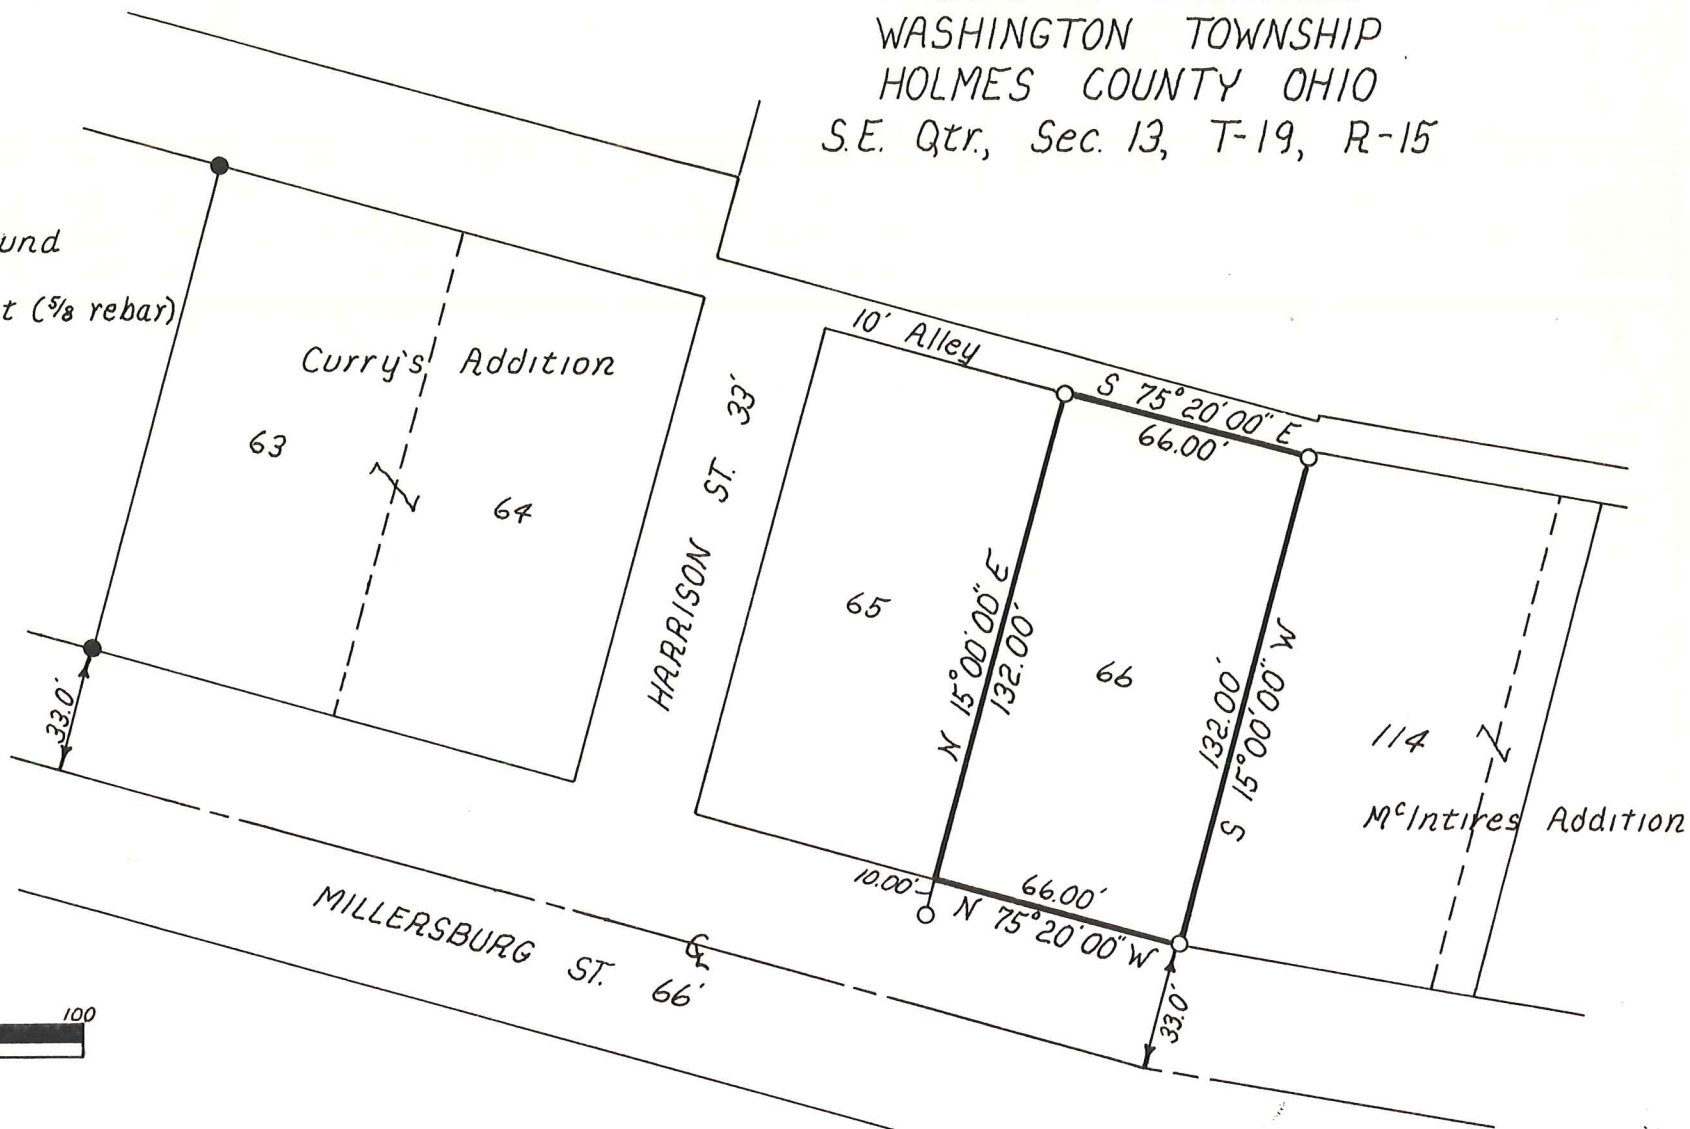 WASHINGTON TOWNSHIP
HOLMES COUNTY OHIO
S.E. Qtr., Sec. 13, T-19, R-15
und
t (5/8 rebar)
Curry's Addition
63
64
HARRISON ST. 33'
10' Alley
S 75°20'00" E
66.00'
65
N 15°00'00" E
132.00'
66
132.00'
S 15°00'00" W
114
McIntires Addition
33.0'
10.00'
66.00'
N 75°20'00" W
33.0'
MILLERSBURG ST. 66'
CL
100